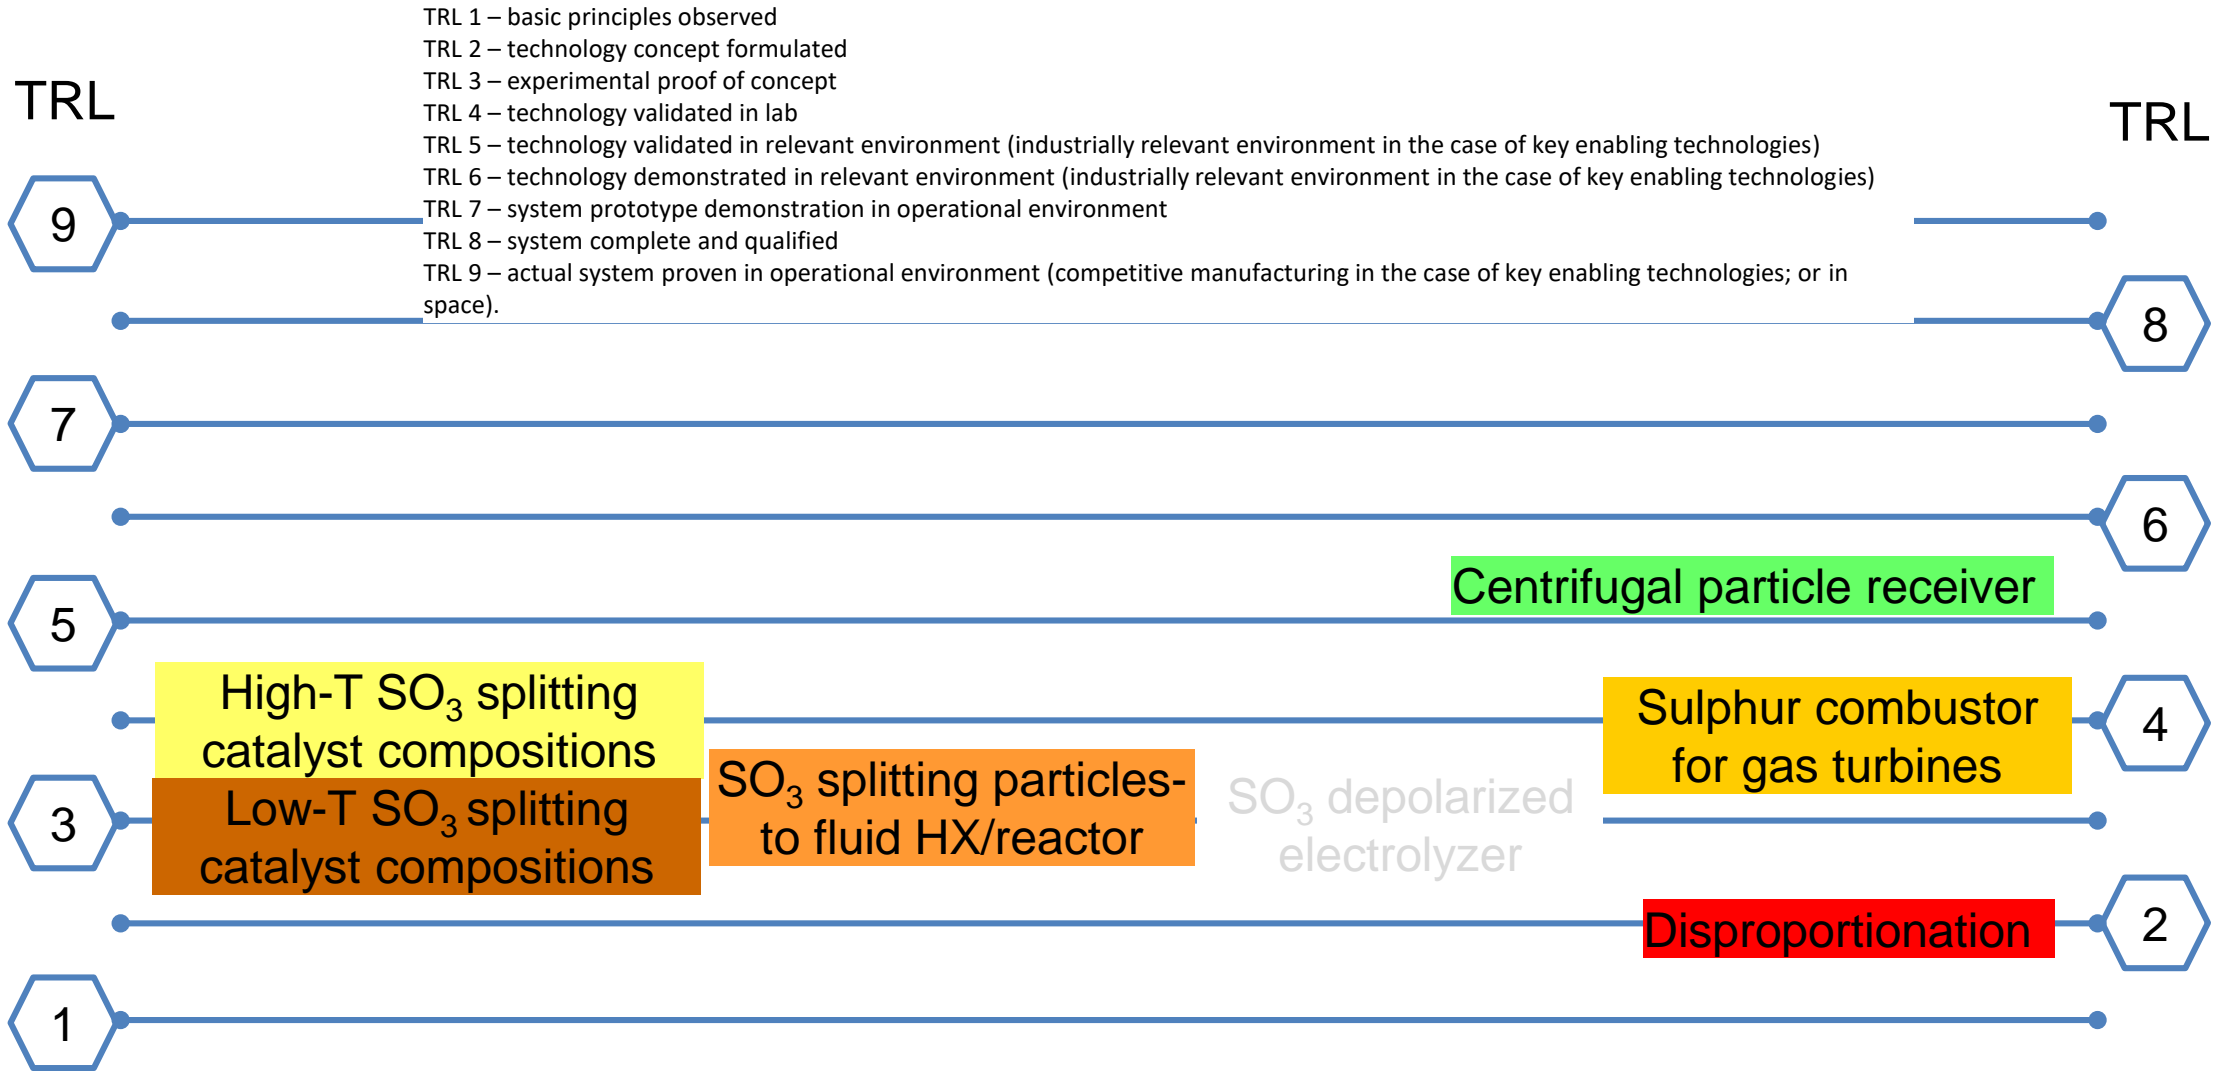 TRL 1 – basic principles observed
TRL 2 – technology concept formulated
TRL 3 – experimental proof of concept
TRL 4 – technology validated in lab
TRL 5 – technology validated in relevant environment (industrially relevant environment in the case of key enabling technologies)
TRL 6 – technology demonstrated in relevant environment (industrially relevant environment in the case of key enabling technologies)
TRL 7 – system prototype demonstration in operational environment
TRL 8 – system complete and qualified
TRL 9 – actual system proven in operational environment (competitive manufacturing in the case of key enabling technologies; or in
space).
TRL
TRL
9
8
7
6
Centrifugal particle receiver
5
High-T SO₃ splitting
catalyst compositions
Sulphur combustor
for gas turbines
4
3
Low-T SO₃ splitting
catalyst compositions
SO₃ splitting particles-
to fluid HX/reactor
SO₃ depolarized
electrolyzer
Disproportionation
2
1